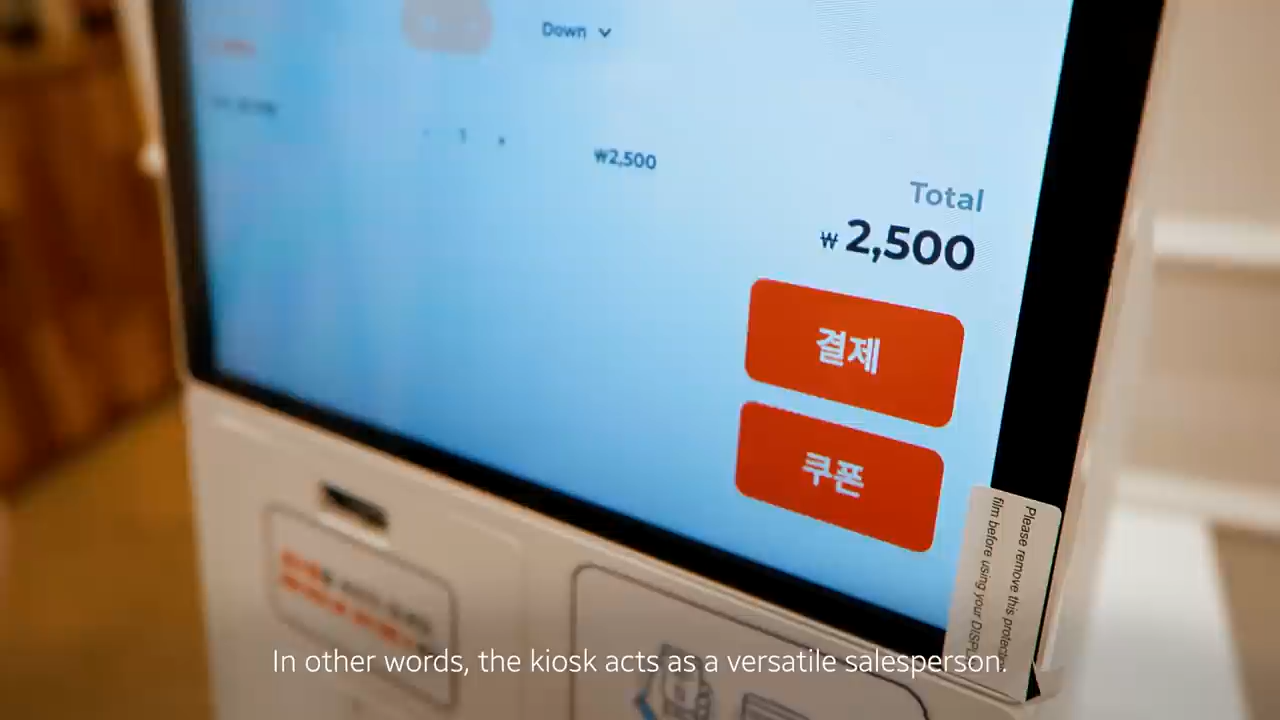 Down
1
₩2,500
Total
₩ 2,500
결제
쿠폰
Please remove this protec
film before using your DISPL
In other words, the kiosk acts as a versatile salesperson.